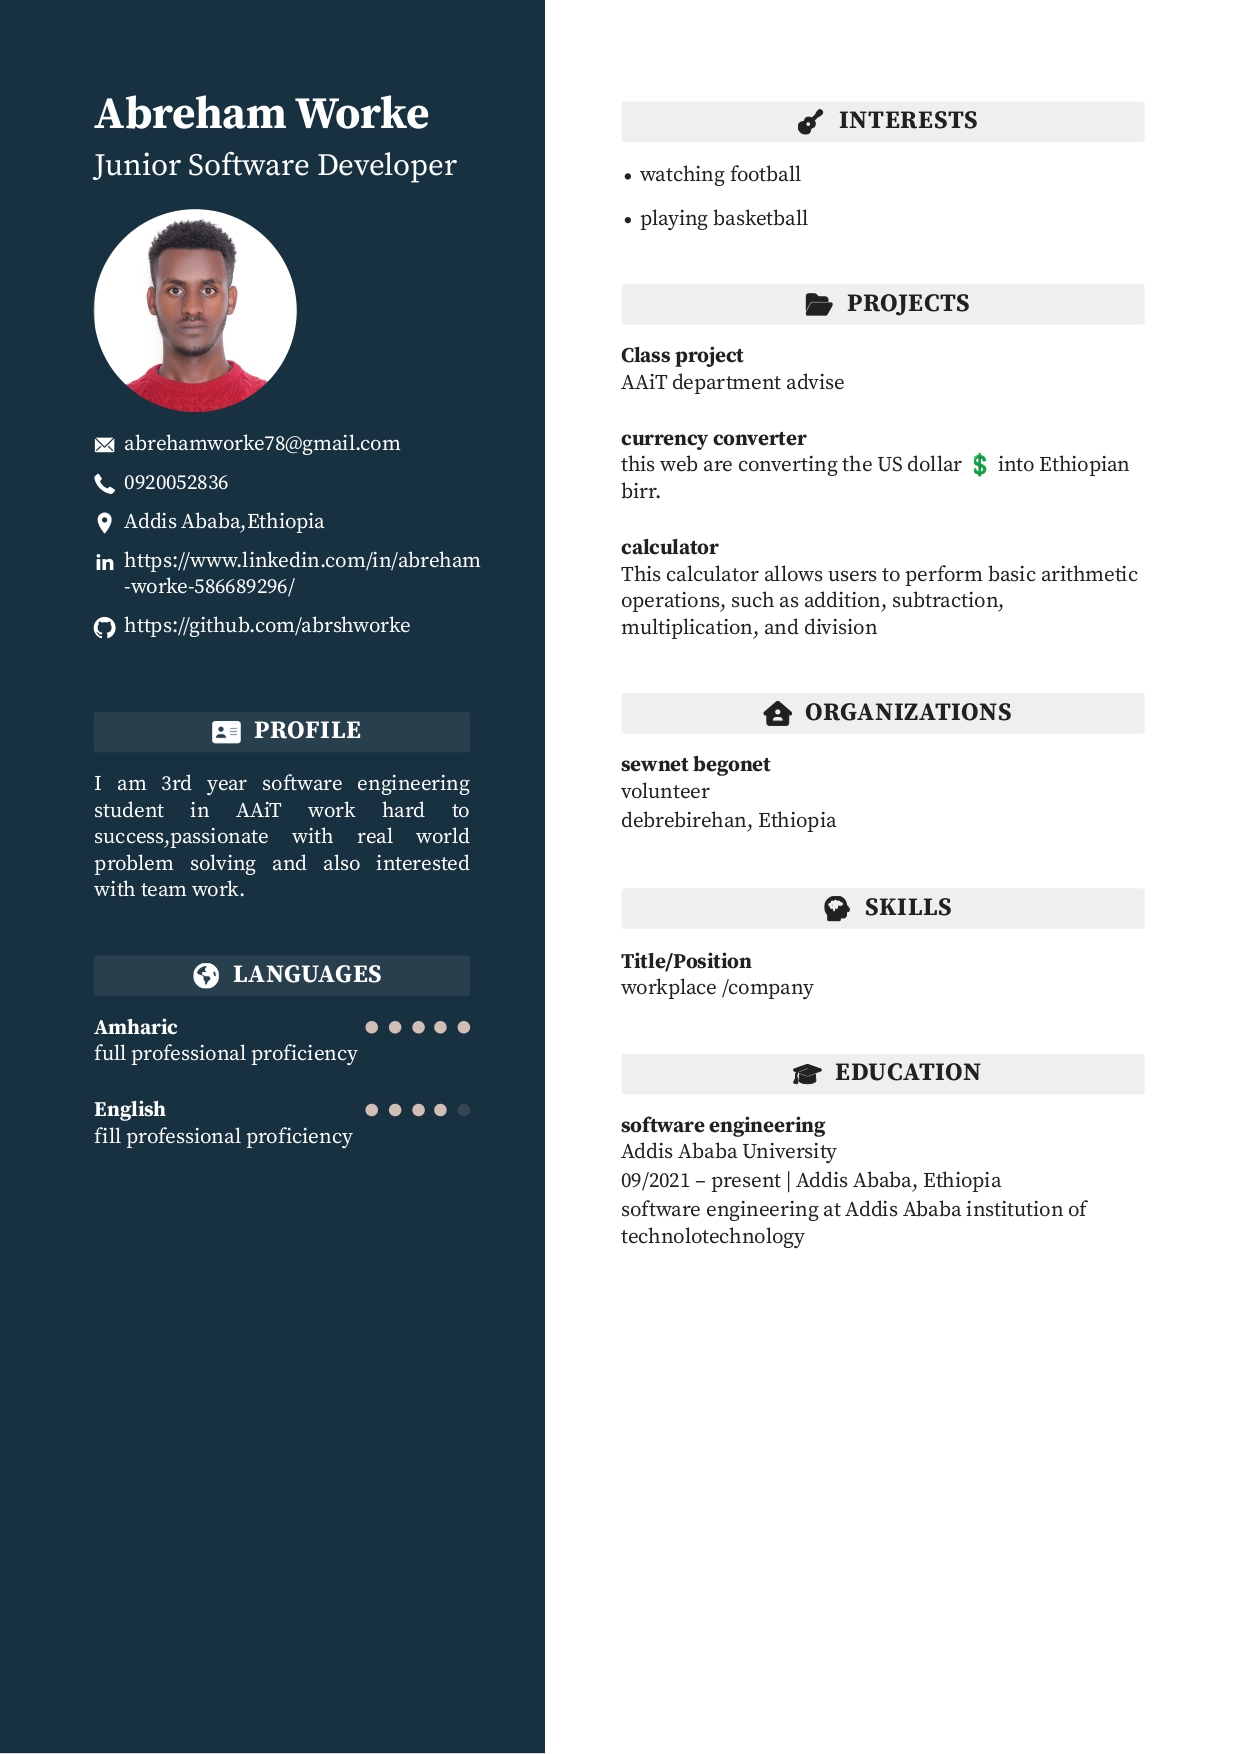 Abreham Worke
Junior Software Developer
abrehamworke78@gmail.com
0920052836
Addis Ababa,Ethiopia
https://www.linkedin.com/in/abreham
-worke-586689296/
https://github.com/abrshworke
PROFILE
I am 3rd year software engineering
student in AAiT work hard to
success,passionate with real world
problem solving and also interested
with team work.
LANGUAGES
Amharic
full professional proficiency
English
fill professional proficiency
INTERESTS
• watching football
• playing basketball
PROJECTS
Class project
AAiT department advise
currency converter
this web are converting the US dollar 💲 into Ethiopian
birr.
calculator
This calculator allows users to perform basic arithmetic
operations, such as addition, subtraction,
multiplication, and division
ORGANIZATIONS
sewnet begonet
volunteer
debrebirehan, Ethiopia
SKILLS
Title/Position
workplace /company
EDUCATION
software engineering
Addis Ababa University
09/2021 – present | Addis Ababa, Ethiopia
software engineering at Addis Ababa institution of
technolotechnology